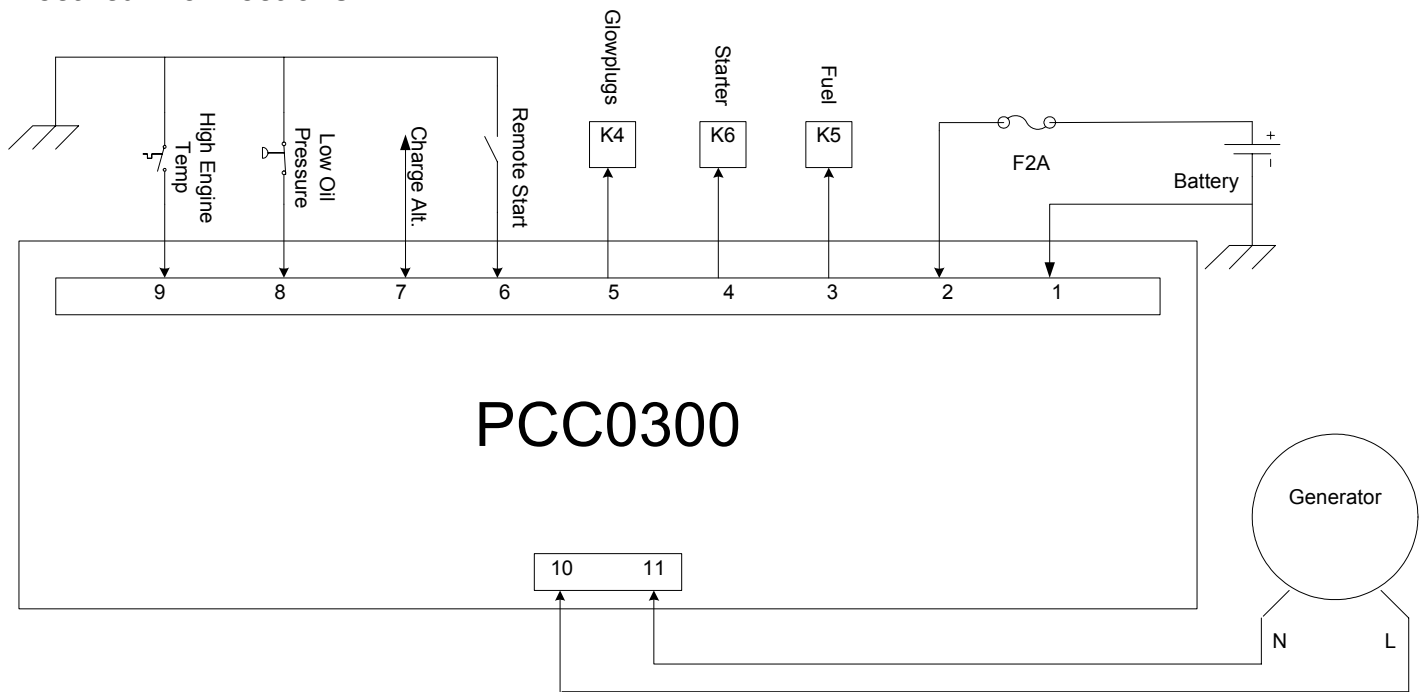 Glowplugs
Starter
Fuel
High Engine
Temp
Low Oil
Pressure
Charge Alt.
Remote Start
K4
K6
K5
F2A
Battery
+
-
9
8
7
6
5
4
3
2
1
PCC0300
Generator
10
11
N
L